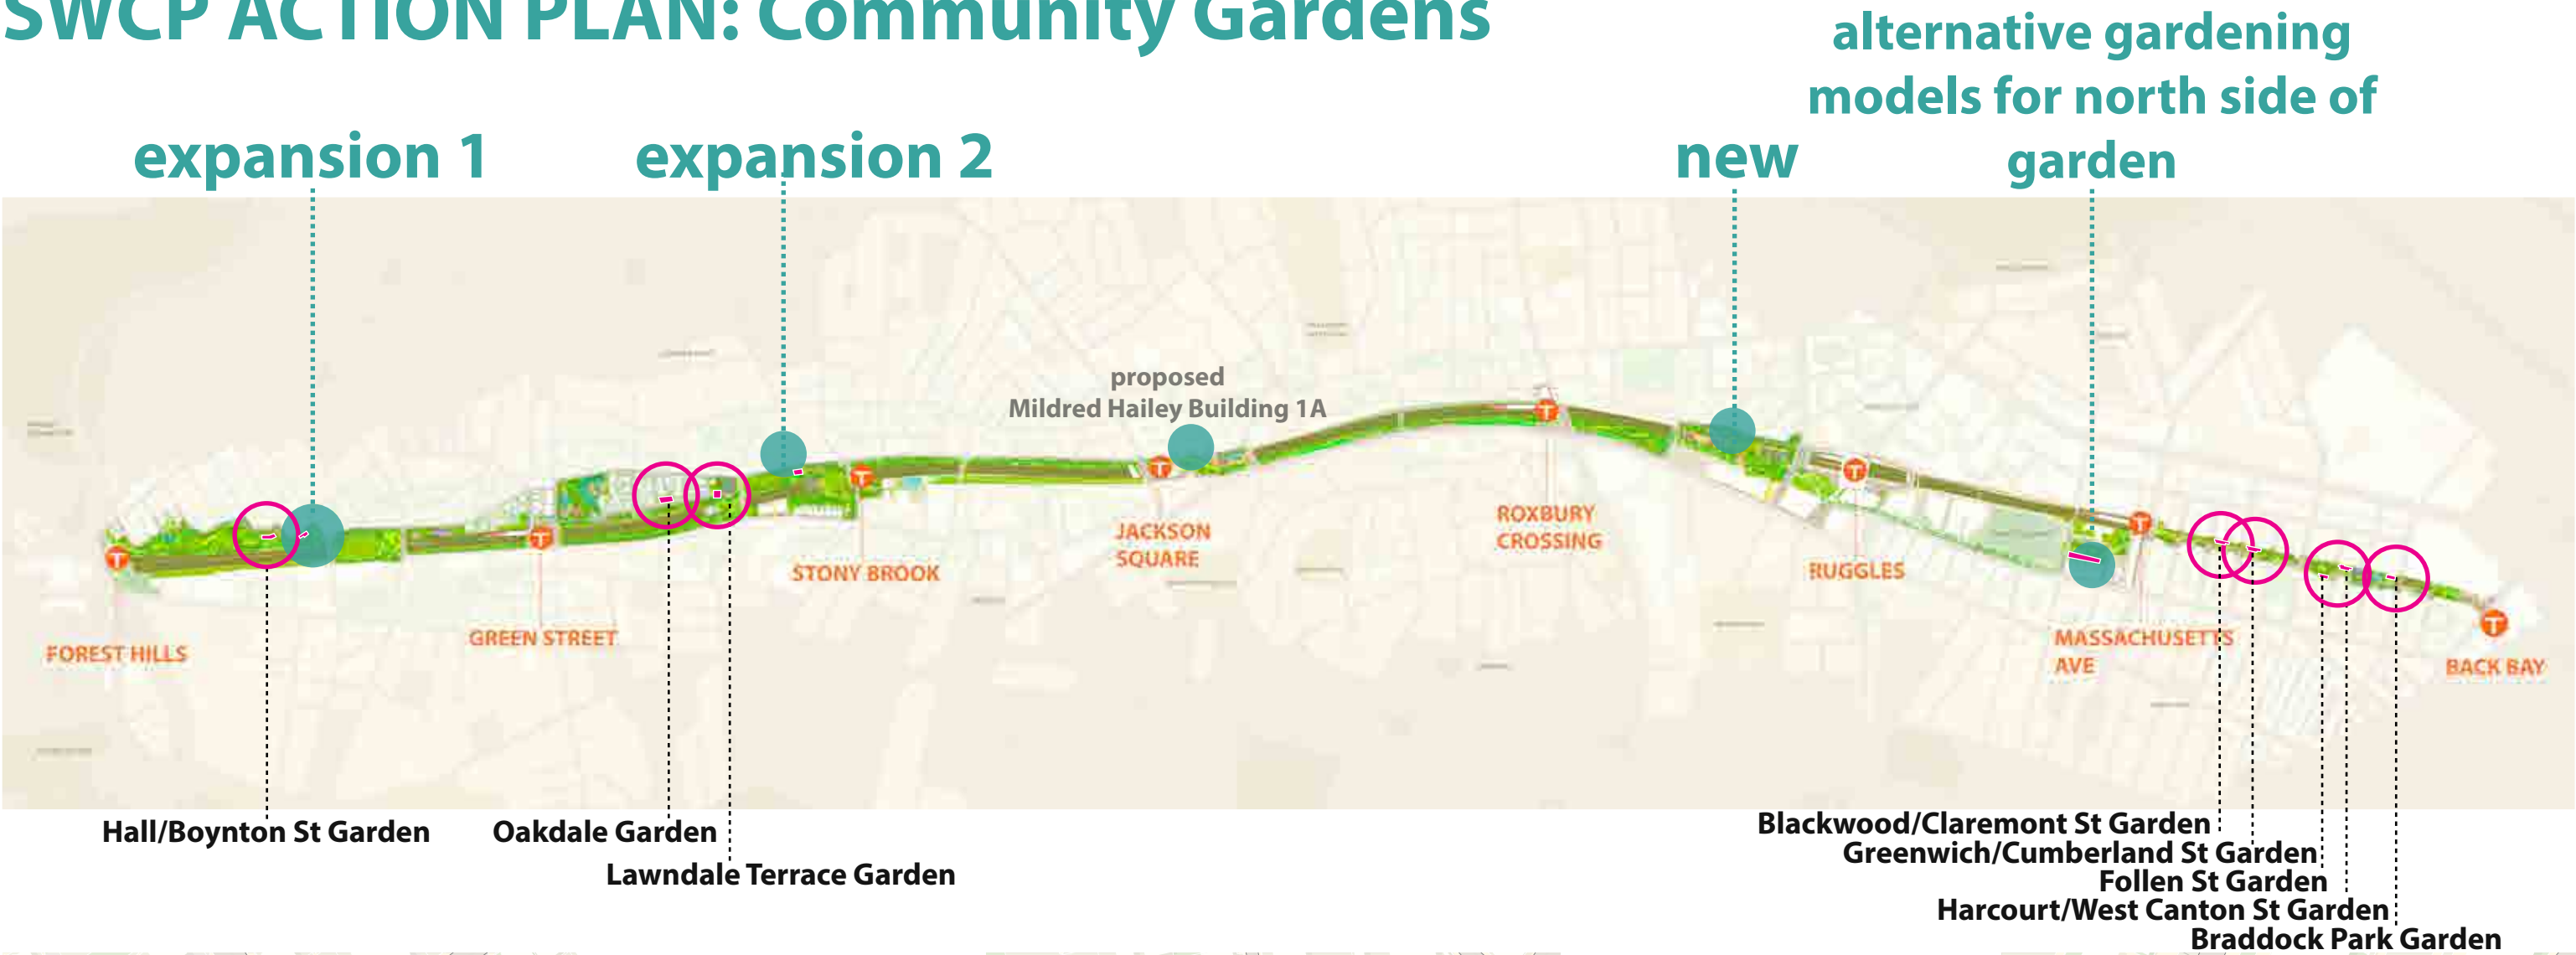 SWCP ACTION PLAN: Community Gardens
alternative gardening
models for north side of
garden
expansion 1
expansion 2
new
proposed
Mildred Hailey Building 1A
T
T
T
T
T
T
T
T
FOREST HILLS
GREEN STREET
STONY BROOK
JACKSON
SQUARE
ROXBURY
CROSSING
RUGGLES
MASSACHUSETTS
AVE
BACK BAY
Hall/Boynton St Garden
Oakdale Garden
Lawndale Terrace Garden
Blackwood/Claremont St Garden
Greenwich/Cumberland St Garden
Follen St Garden
Harcourt/West Canton St Garden
Braddock Park Garden